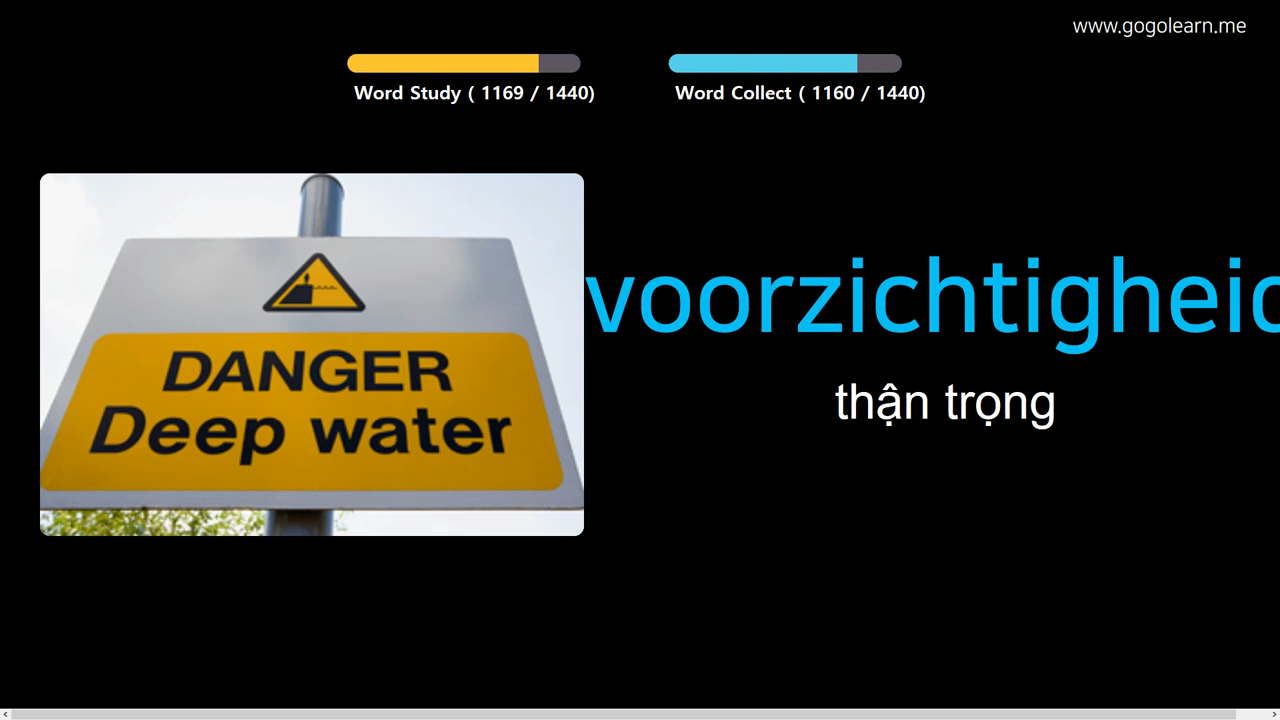 www.gogolearn.me
Word Study ( 1169 / 1440)
Word Collect ( 1160 / 1440)
DANGER
Deep water
voorzichtigheid
thận trọng